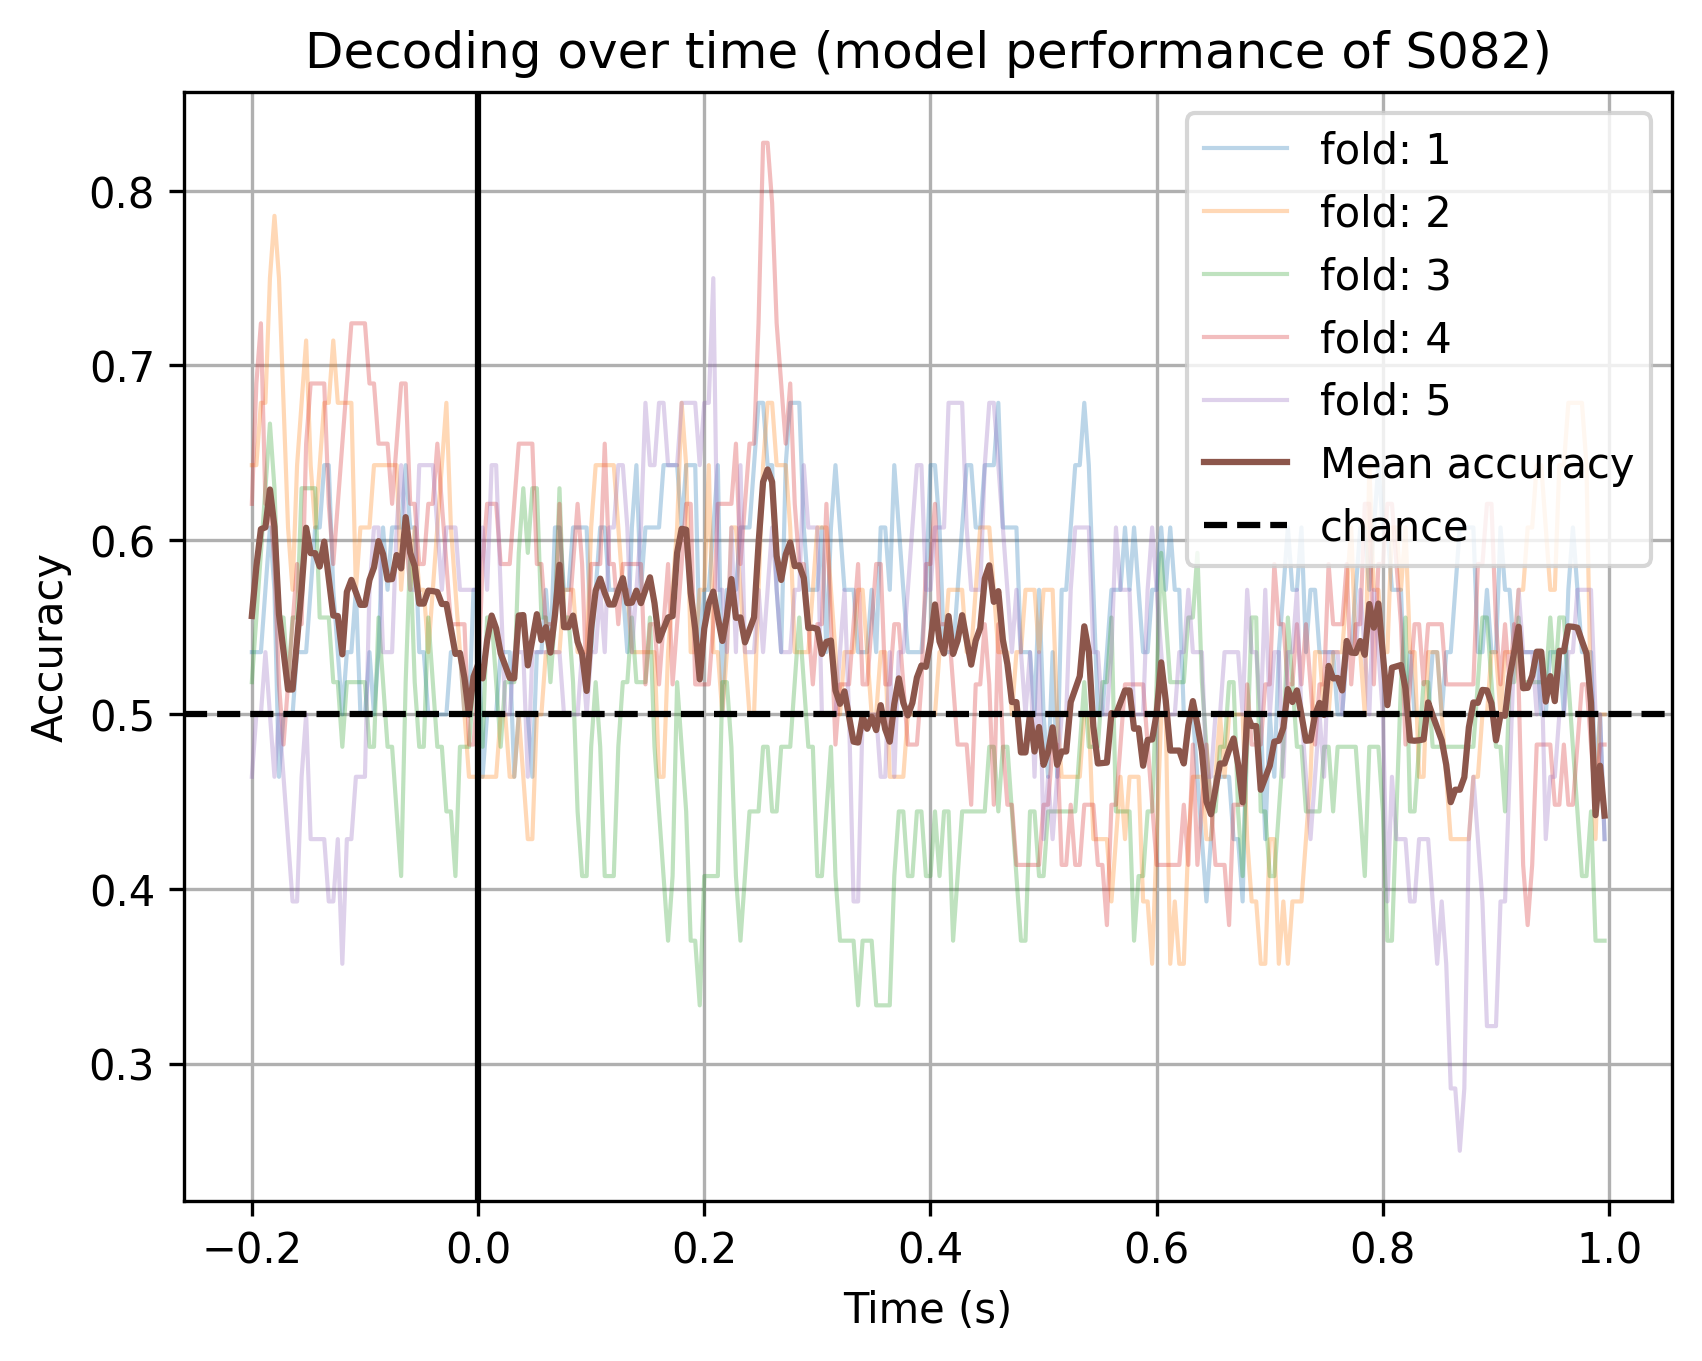 Decoding over time (model performance of S082)
fold: 1
fold: 2
fold: 3
fold: 4
fold: 5
Mean accuracy
chance
Accuracy
0.8
0.7
0.6
0.5
0.4
0.3
−0.2 0.0 0.2 0.4 0.6 0.8 1.0
Time (s)